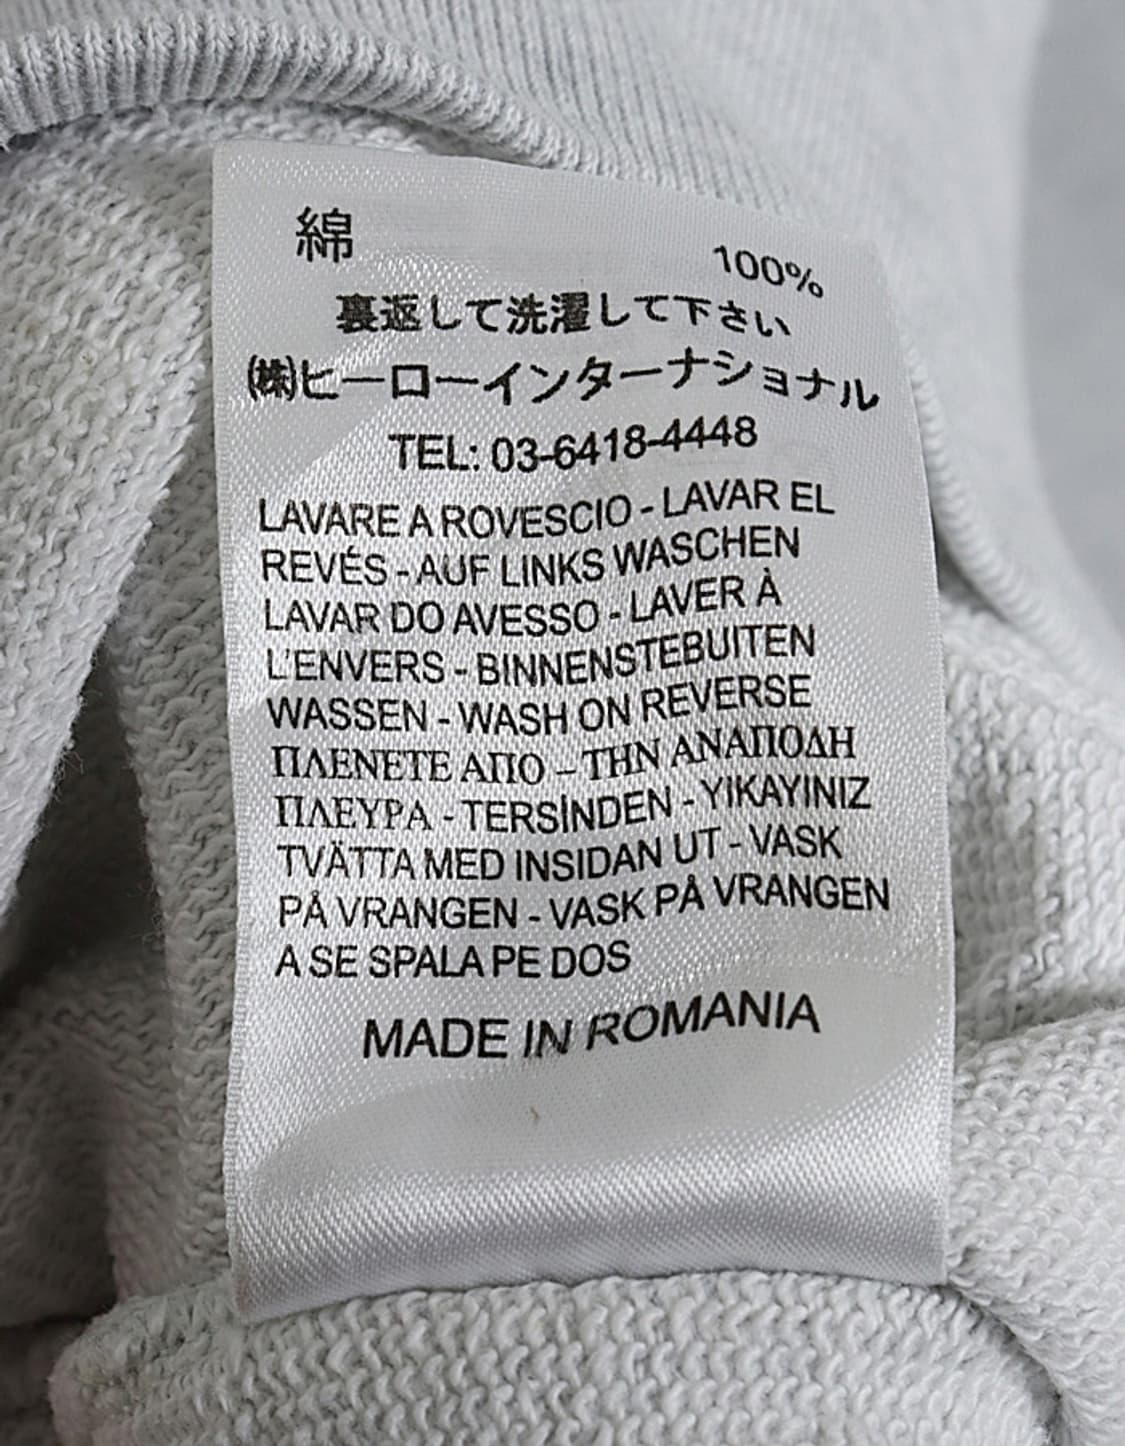 綿 100%
裏返して洗濯して下さい
㈱ヒーローインターナショナル
TEL: 03-6418-4448
LAVARE A ROVESCIO - LAVAR EL
REVÉS - AUF LINKS WASCHEN
LAVAR DO AVESSO - LAVER À
L'ENVERS - BINNENSTEBUITEN
WASSEN - WASH ON REVERSE
ΠΛΕΝΕΤΕ ΑΠΟ – ΤΗΝ ΑΝΑΠΟΔΗ
ΠΛΕΥΡΑ - TERSİNDEN - YIKAYINIZ
TVÄTTA MED INSIDAN UT - VASK
PÅ VRANGEN - VASK PÅ VRANGEN
A SE SPALA PE DOS
MADE IN ROMANIA